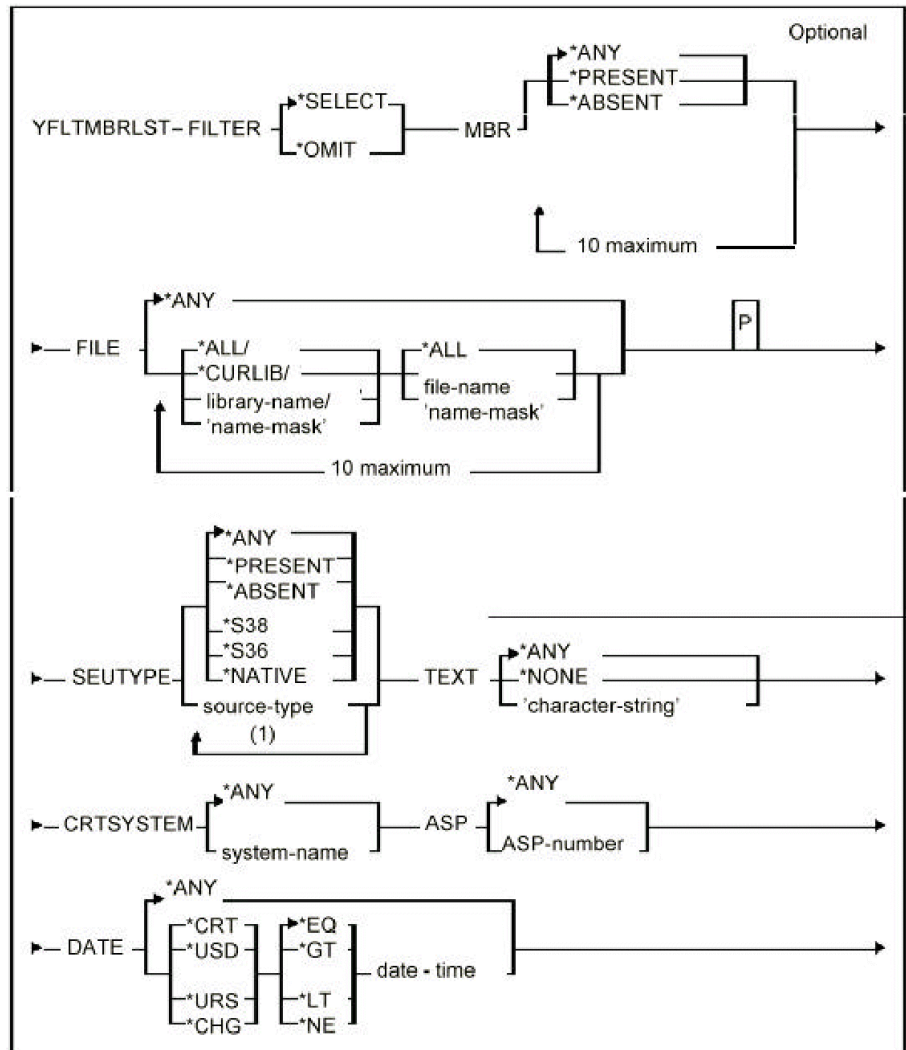 Optional
YFLTMBRLST– FILTER
*SELECT
*OMIT
MBR
*ANY
*PRESENT
*ABSENT
10 maximum
FILE
*ANY
*ALL/
*CURLIB/
library-name/
'name-mask'
*ALL
file-name
'name-mask'
10 maximum
P
SEUTYPE
*ANY
*PRESENT
*ABSENT
*S38
*S36
*NATIVE
source-type
(1)
TEXT
*ANY
*NONE
'character-string'
CRTSYSTEM
*ANY
system-name
ASP
*ANY
ASP-number
DATE
*ANY
*CRT
*USD
*URS
*CHG
*EQ
*GT
*LT
*NE
date - time